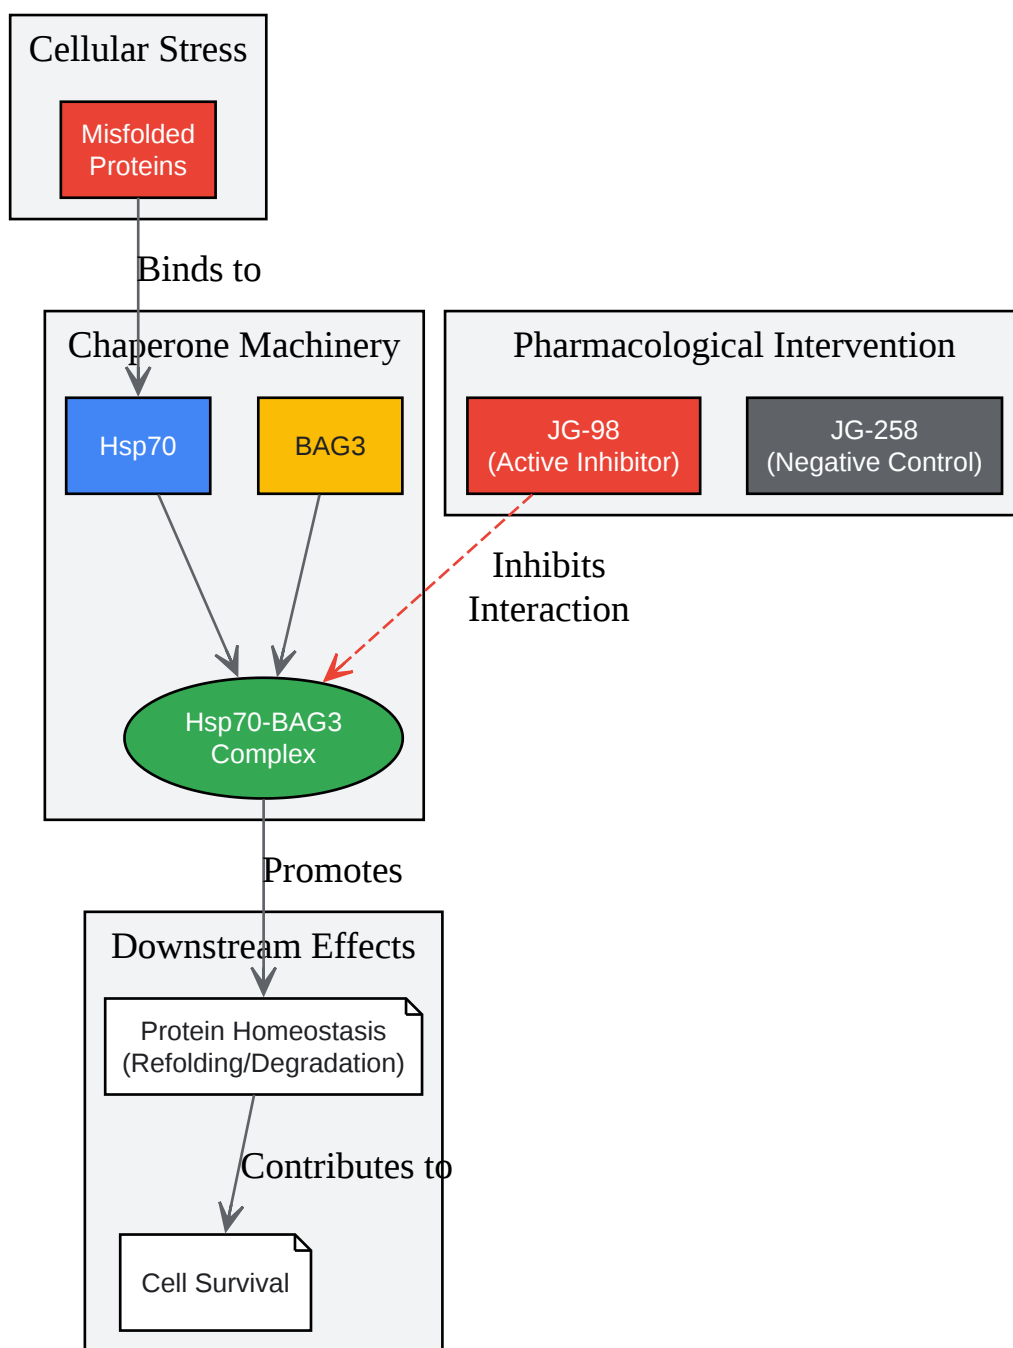 Cellular Stress
Misfolded
Proteins
Binds to
Chaperone Machinery
Hsp70
BAG3
Pharmacological Intervention
JG-98
(Active Inhibitor)
JG-258
(Negative Control)
Inhibits
Interaction
Hsp70-BAG3
Complex
Promotes
Downstream Effects
Protein Homeostasis
(Refolding/Degradation)
Contributes to
Cell Survival